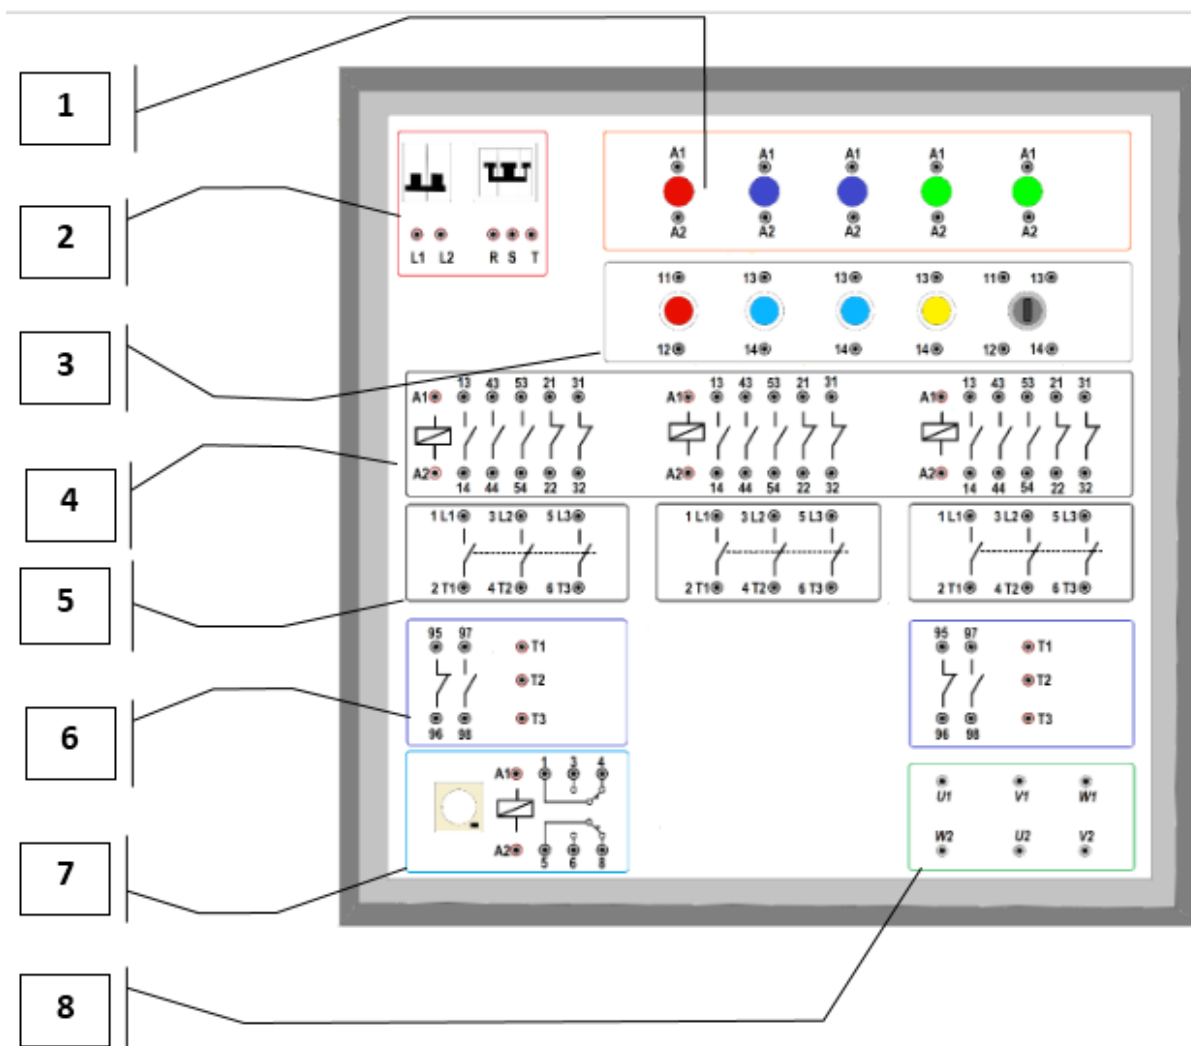 1
2
3
4
5
6
7
8
L1 L2 R S T
A1 A1 A1 A1 A1
A2 A2 A2 A2 A2
11 13 13 13 11 13
12 14 14 14 12 14
A1 13 43 53 21 31 A1 13 43 53 21 31 A1 13 43 53 21 31
A2 14 44 54 22 32 A2 14 44 54 22 32 A2 14 44 54 22 32
1 L1 3 L2 5 L3 1 L1 3 L2 5 L3 1 L1 3 L2 5 L3
2 T1 4 T2 6 T3 2 T1 4 T2 6 T3 2 T1 4 T2 6 T3
95 97 T1 95 97 T1
T2 T2
96 98 T3 96 98 T3
A1 1 3 4
A2 5 6 8
U1 V1 W1
W2 U2 V2